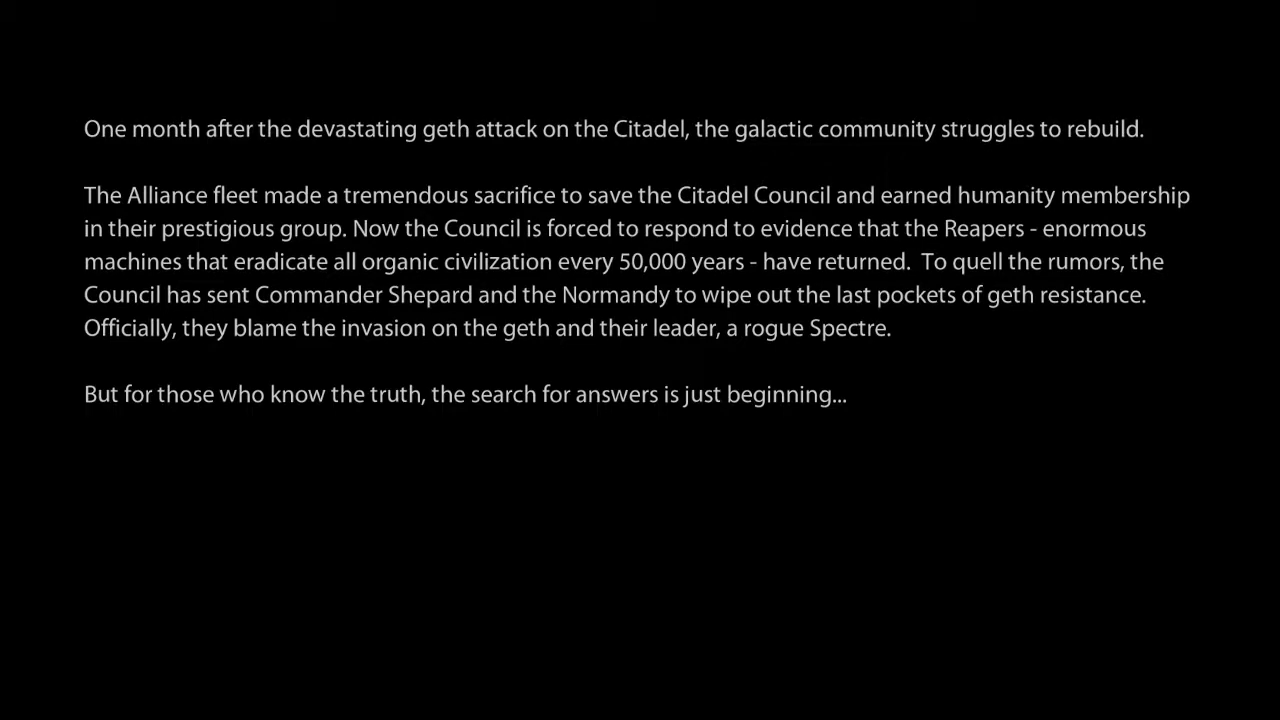 One month after the devastating geth attack on the Citadel, the galactic community struggles to rebuild.
The Alliance fleet made a tremendous sacrifice to save the Citadel Council and earned humanity membership
in their prestigious group. Now the Council is forced to respond to evidence that the Reapers - enormous
machines that eradicate all organic civilization every 50,000 years - have returned.  To quell the rumors, the
Council has sent Commander Shepard and the Normandy to wipe out the last pockets of geth resistance.
Officially, they blame the invasion on the geth and their leader, a rogue Spectre.
But for those who know the truth, the search for answers is just beginning...